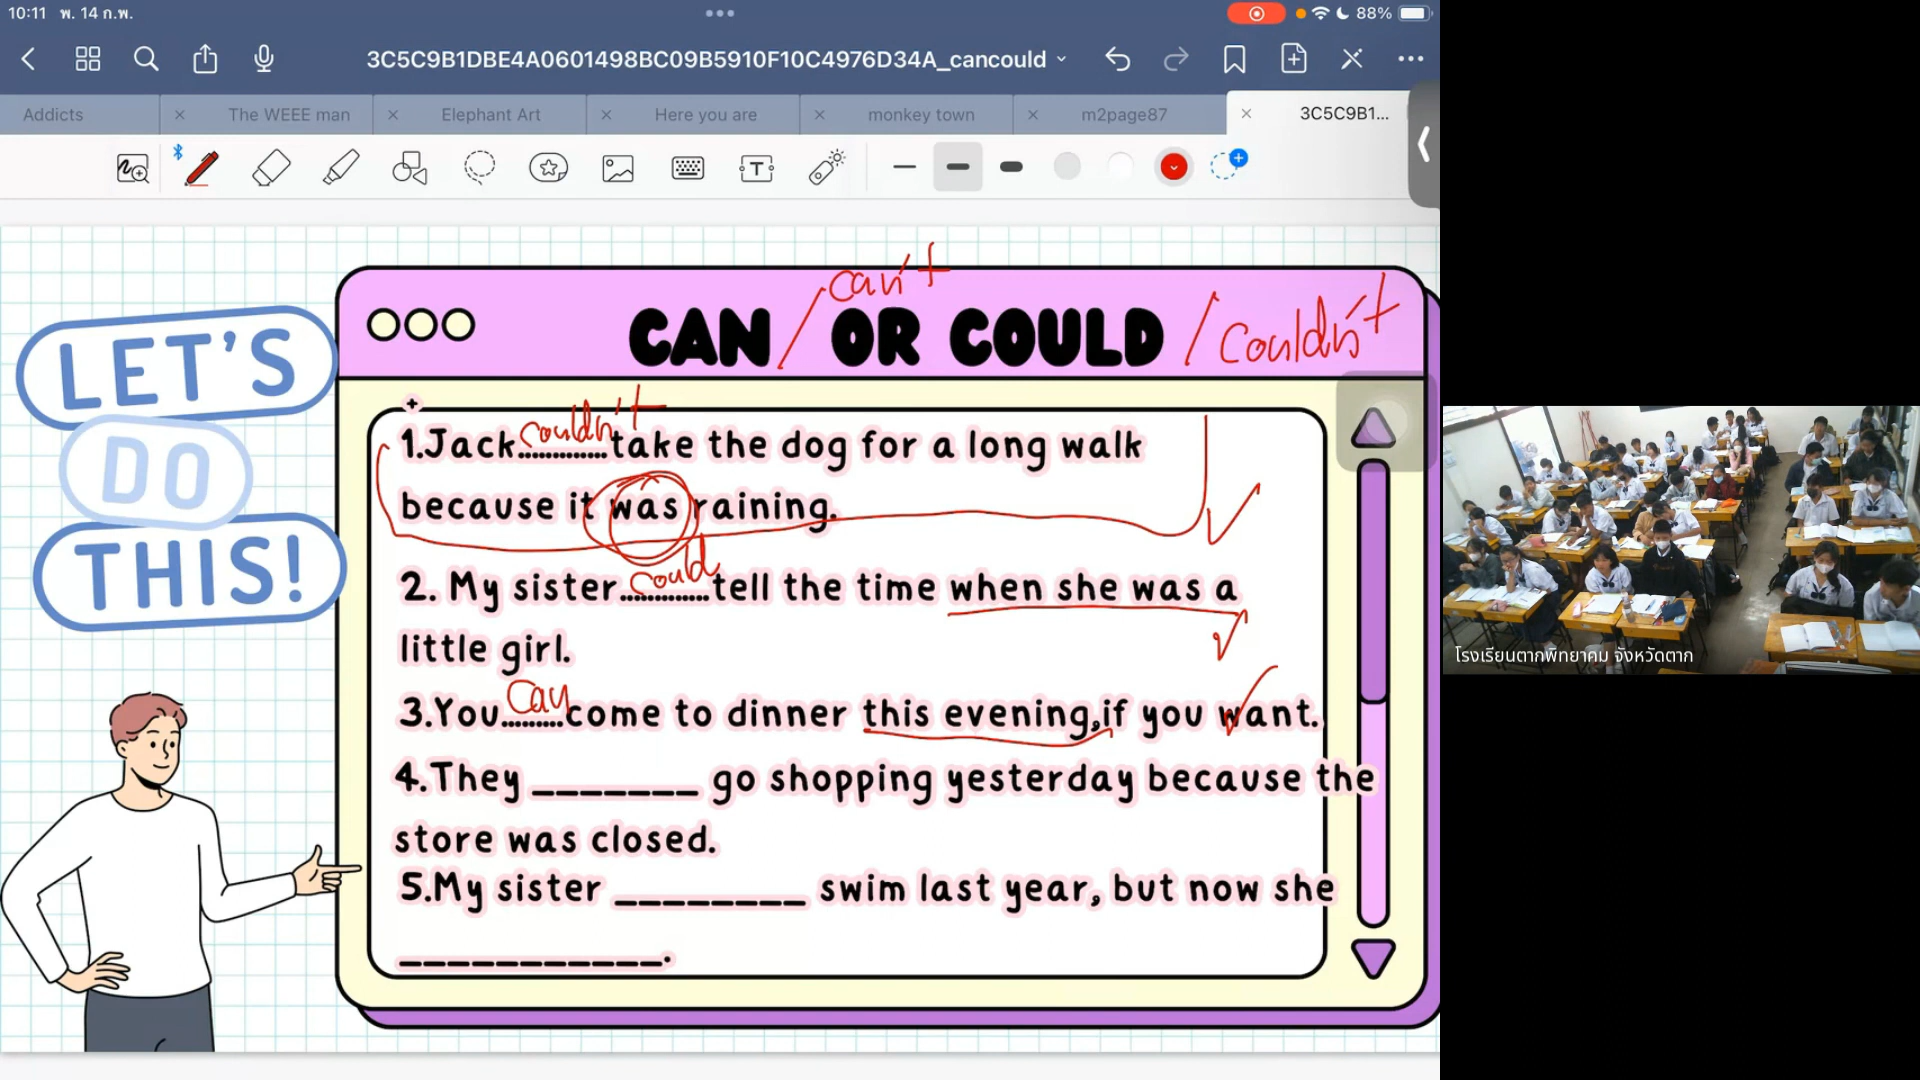 10:11 พ. 14 ก.พ.
88%
3C5C9B1DBE4A0601498BC09B5910F10C4976D34A_cancould
Addicts
The WEEE man
Elephant Art
Here you are
monkey town
m2page87
3C5C9B1...
LET'S
DO
THIS!
can't
CAN / OR COULD / Couldn't
couldn't
1.Jack.............take the dog for a long walk
because it was raining.
could
2. My sister.............tell the time when she was a
little girl.
Can
3.You.........come to dinner this evening,if you want.
4.They _______ go shopping yesterday because the
store was closed.
5.My sister ________ swim last year, but now she
___________.
โรงเรียนตากพิทยาคม จังหวัดตาก